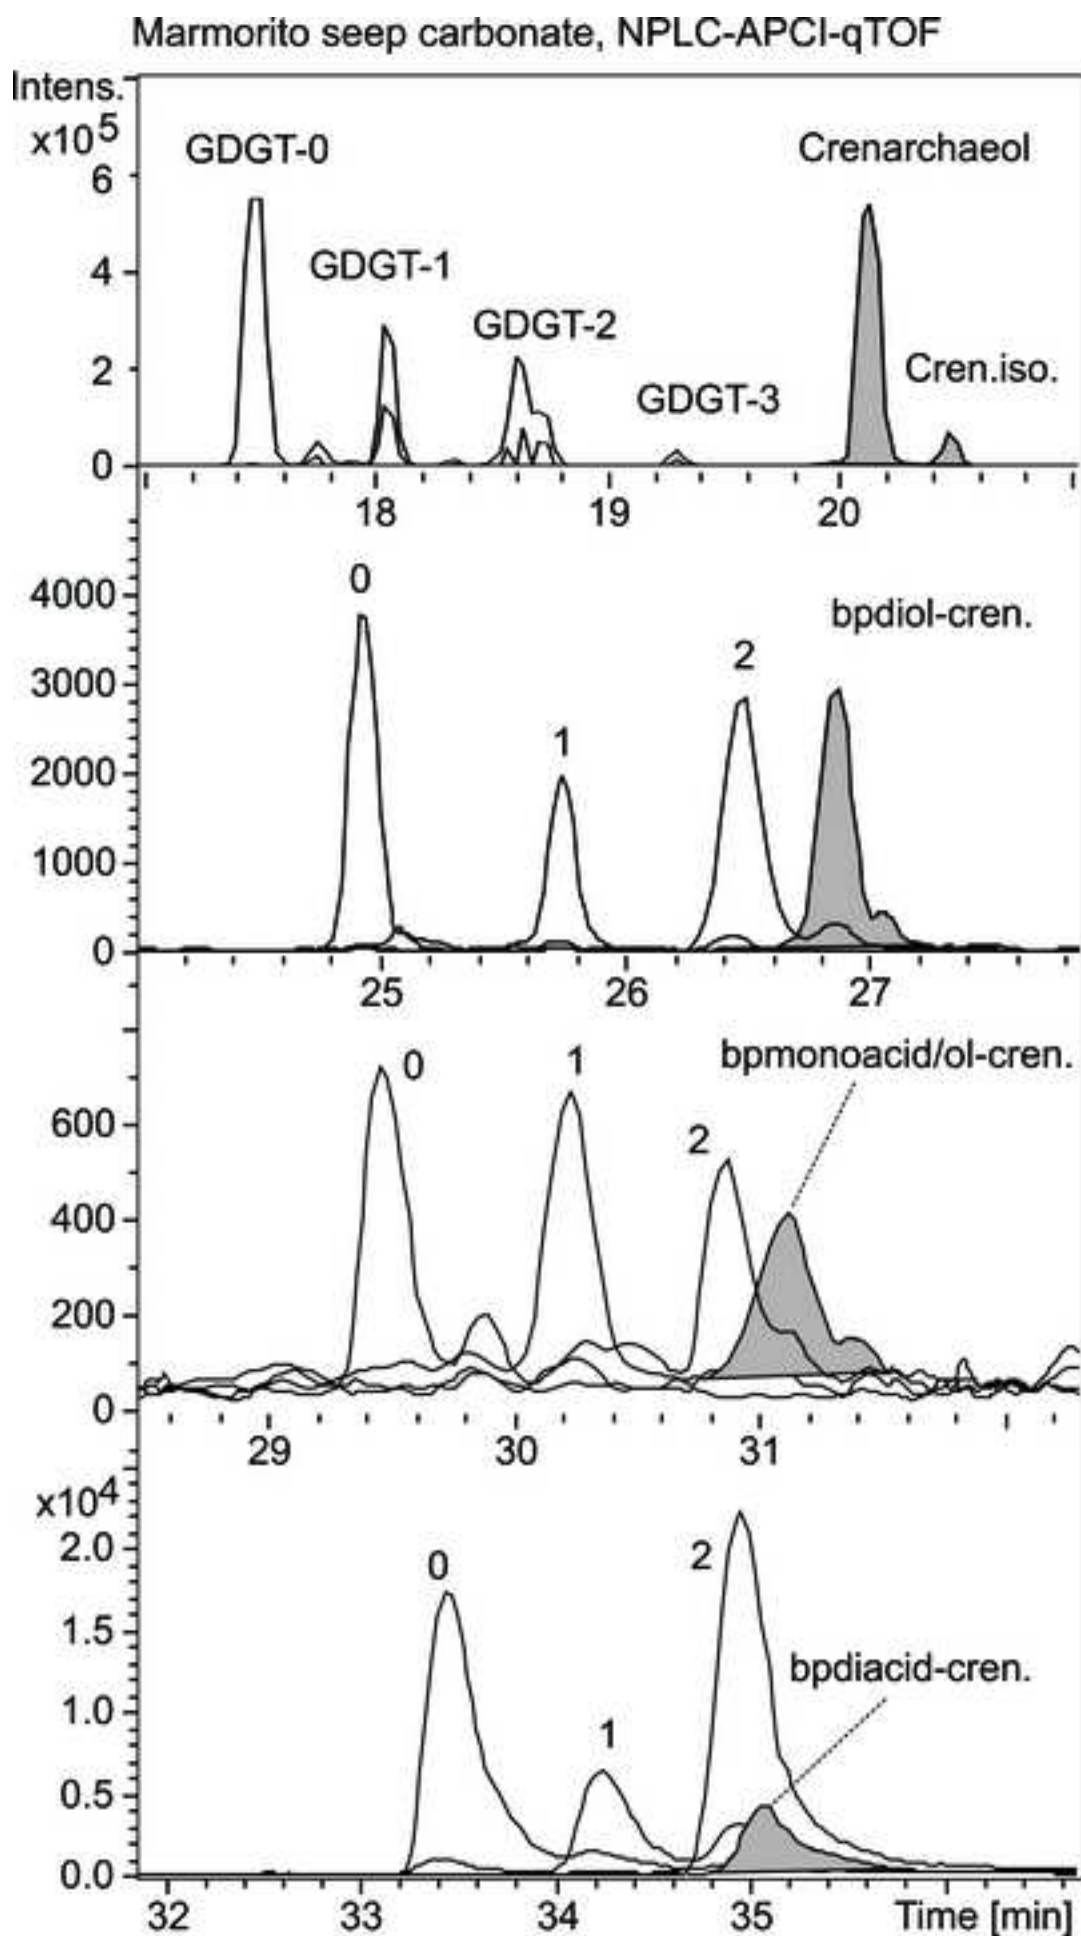 Marmorito seep carbonate, NPLC-APCI-qTOF
Intens.
x10^5
GDGT-0
Crenarchaeol
6
GDGT-1
4
GDGT-2
2
GDGT-3
Cren.iso.
0
18 19 20
0
4000
bpdiol-cren.
3000
2
1
2000
1000
0
25 26 27
0
1
bpmonoacid/ol-cren.
600
2
400
200
0
29 30 31
x10^4
2.0
0
2
1.5
bpdiacid-cren.
1.0
1
0.5
0.0
32 33 34 35 Time [min]